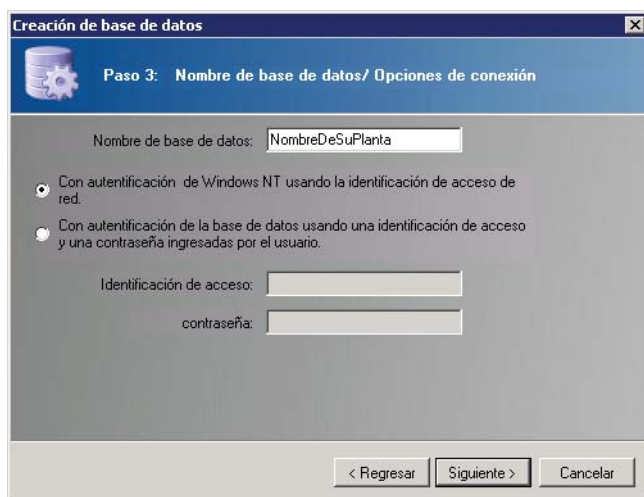 Creación de base de datos
Paso 3: Nombre de base de datos/ Opciones de conexión
Nombre de base de datos: NombreDeSuPlanta
Con autentificación de Windows NT usando la identificación de acceso de
red.
Con autentificación de la base de datos usando una identificación de acceso
y una contraseña ingresadas por el usuario.
Identificación de acceso:
contraseña:
< Regresar Siguiente > Cancelar